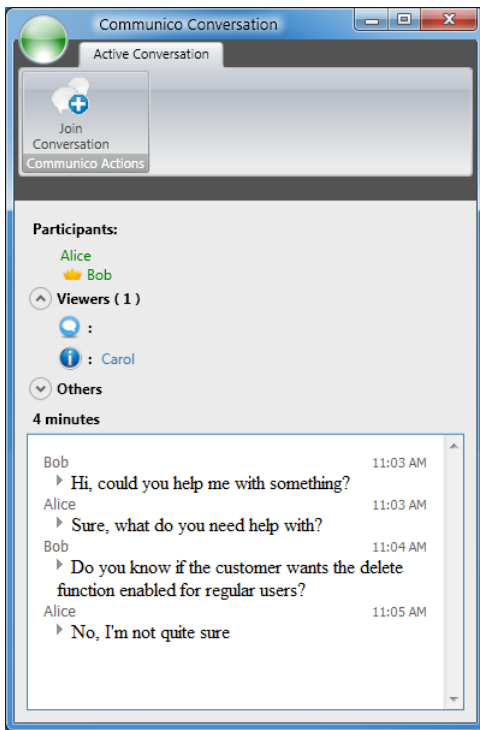 Communico Conversation
Active Conversation
Join
Conversation
Communico Actions
Participants:
Alice
Bob
Viewers ( 1 )
:
: Carol
Others
4 minutes
Bob 11:03 AM
Hi, could you help me with something?
Alice 11:03 AM
Sure, what do you need help with?
Bob 11:04 AM
Do you know if the customer wants the delete
function enabled for regular users?
Alice 11:05 AM
No, I'm not quite sure